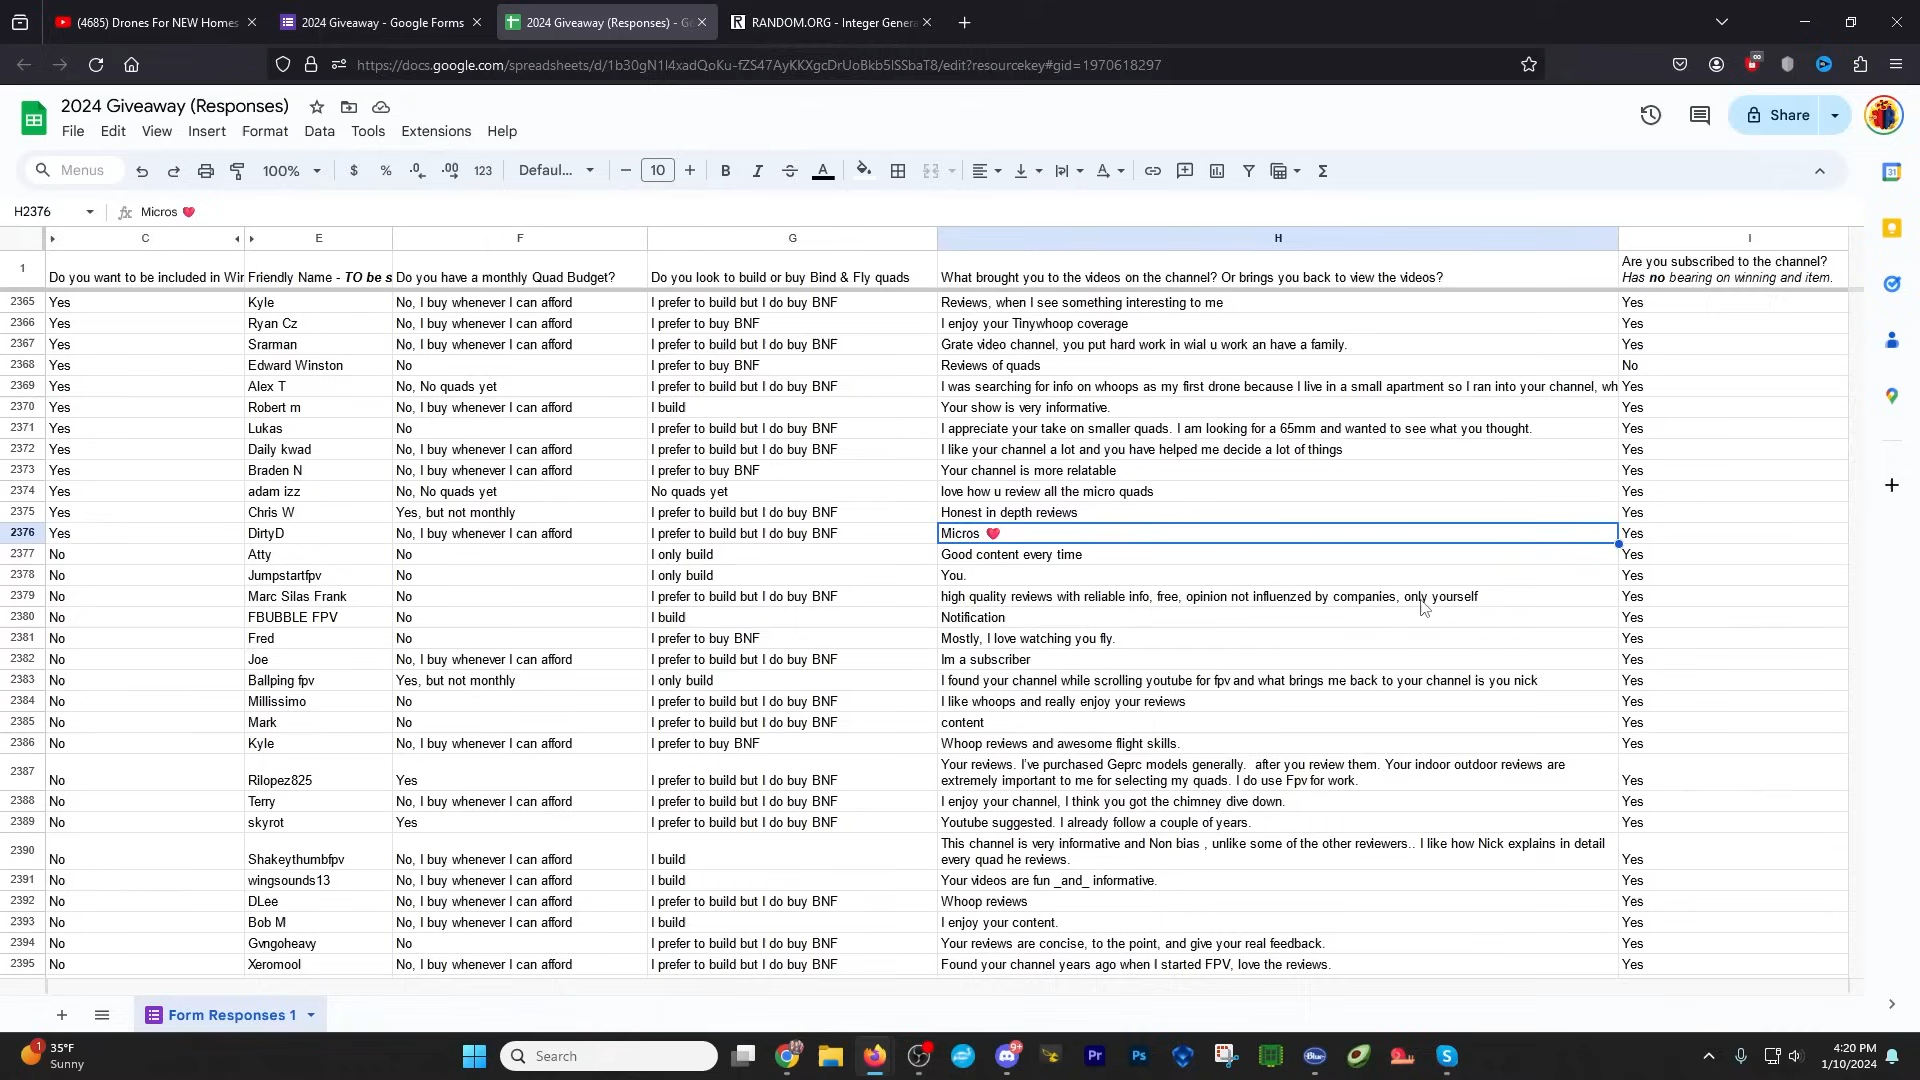 (4685) Drones For NEW Homes
2024 Giveaway - Google Forms
2024 Giveaway (Responses) - G
RANDOM.ORG - Integer Genera
https://docs.google.com/spreadsheets/d/1b30gN1I4xadQoKu-fZS47AyKKXgcDrUoBkb5lSSbaT8/edit?resourcekey#gid=1970618297
2024 Giveaway (Responses)
File Edit View Insert Format Data Tools Extensions Help
Share
Menus 100% $ % .0 .00 123 Defaul... − 10 + B I A Σ
H2376 fx Micros ❤
C E F G H I
1 Do you want to be included in Win Friendly Name - TO be s Do you have a monthly Quad Budget? Do you look to build or buy Bind & Fly quads What brought you to the videos on the channel? Or brings you back to view the videos? Are you subscribed to the channel?
Has no bearing on winning and item.
2365 Yes Kyle No, I buy whenever I can afford I prefer to build but I do buy BNF Reviews, when I see something interesting to me Yes
2366 Yes Ryan Cz No, I buy whenever I can afford I prefer to buy BNF I enjoy your Tinywhoop coverage Yes
2367 Yes Srarman No, I buy whenever I can afford I prefer to build but I do buy BNF Grate video channel, you put hard work in wial u work an have a family. Yes
2368 Yes Edward Winston No I prefer to buy BNF Reviews of quads No
2369 Yes Alex T No, No quads yet I prefer to build but I do buy BNF I was searching for info on whoops as my first drone because I live in a small apartment so I ran into your channel, wh Yes
2370 Yes Robert m No, I buy whenever I can afford I build Your show is very informative. Yes
2371 Yes Lukas No I prefer to build but I do buy BNF I appreciate your take on smaller quads. I am looking for a 65mm and wanted to see what you thought. Yes
2372 Yes Daily kwad No, I buy whenever I can afford I prefer to build but I do buy BNF I like your channel a lot and you have helped me decide a lot of things Yes
2373 Yes Braden N No, I buy whenever I can afford I prefer to buy BNF Your channel is more relatable Yes
2374 Yes adam izz No, No quads yet No quads yet love how u review all the micro quads Yes
2375 Yes Chris W Yes, but not monthly I prefer to build but I do buy BNF Honest in depth reviews Yes
2376 Yes DirtyD No, I buy whenever I can afford I prefer to build but I do buy BNF Micros ❤ Yes
2377 No Atty No I only build Good content every time Yes
2378 No Jumpstartfpv No I only build You. Yes
2379 No Marc Silas Frank No I prefer to build but I do buy BNF high quality reviews with reliable info, free, opinion not influenzed by companies, only yourself Yes
2380 No FBUBBLE FPV No I build Notification Yes
2381 No Fred No I prefer to buy BNF Mostly, I love watching you fly. Yes
2382 No Joe No, I buy whenever I can afford I prefer to build but I do buy BNF Im a subscriber Yes
2383 No Ballping fpv Yes, but not monthly I only build I found your channel while scrolling youtube for fpv and what brings me back to your channel is you nick Yes
2384 No Millissimo No I prefer to build but I do buy BNF I like whoops and really enjoy your reviews Yes
2385 No Mark No I prefer to build but I do buy BNF content Yes
2386 No Kyle No, I buy whenever I can afford I prefer to buy BNF Whoop reviews and awesome flight skills. Yes
2387 No Rilopez825 Yes I prefer to build but I do buy BNF Your reviews. I've purchased Geprc models generally. after you review them. Your indoor outdoor reviews are
extremely important to me for selecting my quads. I do use Fpv for work. Yes
2388 No Terry No, I buy whenever I can afford I prefer to build but I do buy BNF I enjoy your channel, I think you got the chimney dive down. Yes
2389 No skyrot Yes I prefer to build but I do buy BNF Youtube suggested. I already follow a couple of years. Yes
2390 No Shakeythumbfpv No, I buy whenever I can afford I build This channel is very informative and Non bias , unlike some of the other reviewers.. I like how Nick explains in detail
every quad he reviews. Yes
2391 No wingsounds13 No, I buy whenever I can afford I build Your videos are fun _and_ informative. Yes
2392 No DLee No, I buy whenever I can afford I prefer to build but I do buy BNF Whoop reviews Yes
2393 No Bob M No, I buy whenever I can afford I build I enjoy your content. Yes
2394 No Gvngoheavy No I prefer to build but I do buy BNF Your reviews are concise, to the point, and give your real feedback. Yes
2395 No Xeromool No, I buy whenever I can afford I prefer to build but I do buy BNF Found your channel years ago when I started FPV, love the reviews. Yes
Form Responses 1
35°F
Sunny
Search
4:20 PM
1/10/2024